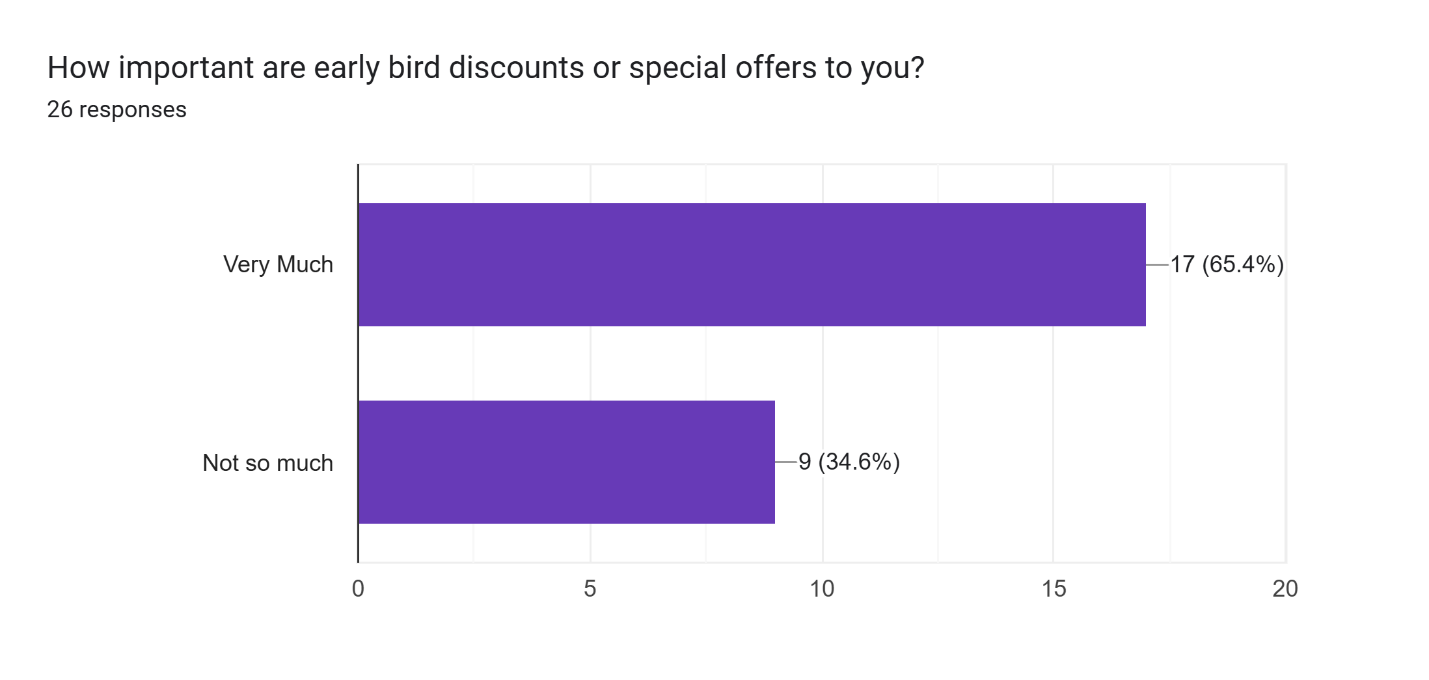 How important are early bird discounts or special offers to you?
26 responses
Very Much
17 (65.4%)
Not so much
9 (34.6%)
0 5 10 15 20